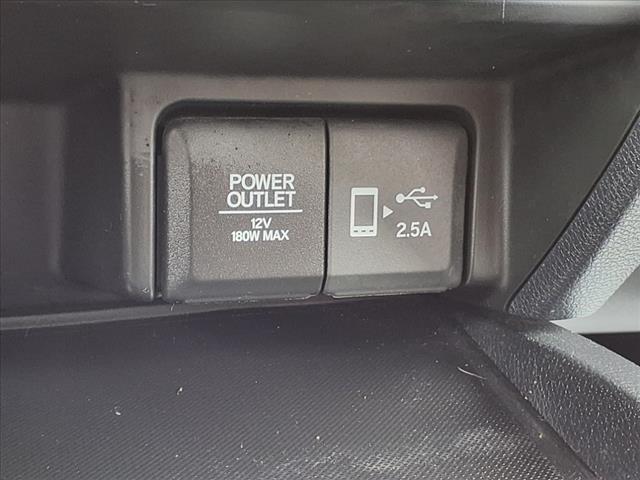 POWER
OUTLET
12V
180W MAX
2.5A